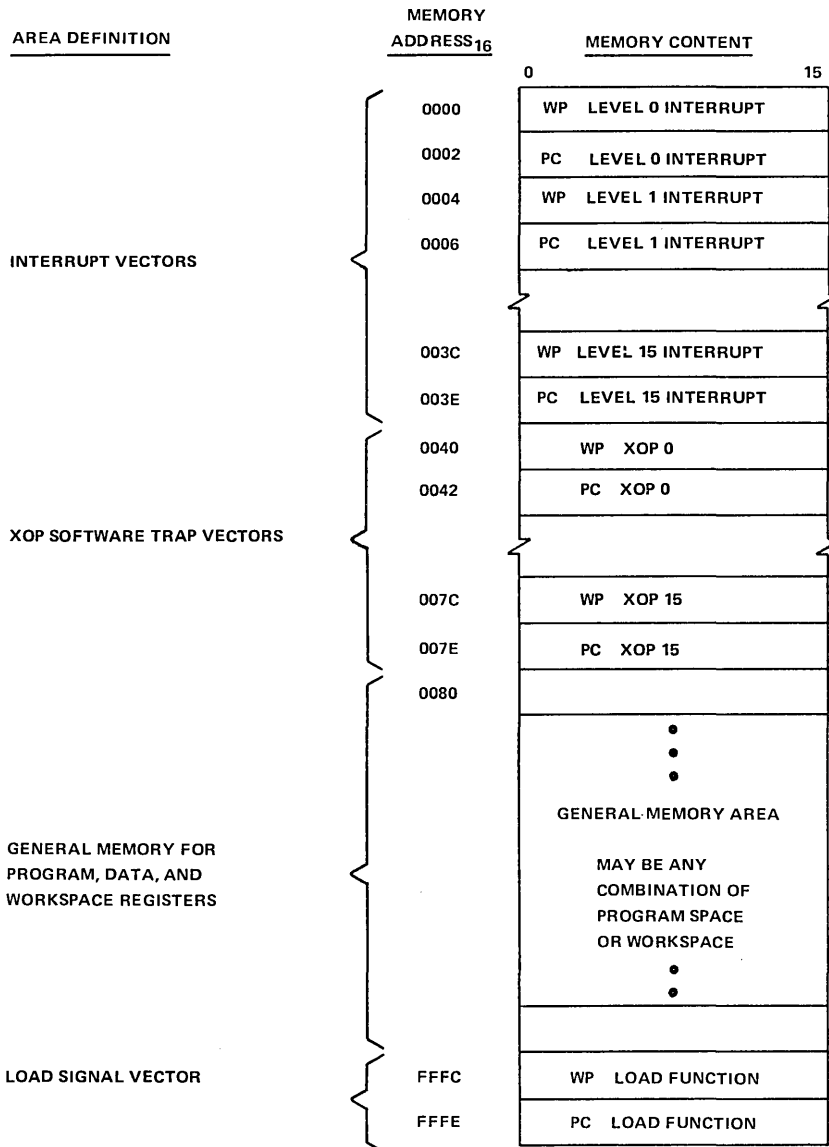 AREA DEFINITION
MEMORY
ADDRESS16
MEMORY CONTENT
0 15
INTERRUPT VECTORS
0000 WP LEVEL 0 INTERRUPT
0002 PC LEVEL 0 INTERRUPT
0004 WP LEVEL 1 INTERRUPT
0006 PC LEVEL 1 INTERRUPT
003C WP LEVEL 15 INTERRUPT
003E PC LEVEL 15 INTERRUPT
XOP SOFTWARE TRAP VECTORS
0040 WP XOP 0
0042 PC XOP 0
007C WP XOP 15
007E PC XOP 15
GENERAL MEMORY FOR
PROGRAM, DATA, AND
WORKSPACE REGISTERS
0080
GENERAL MEMORY AREA
MAY BE ANY
COMBINATION OF
PROGRAM SPACE
OR WORKSPACE
LOAD SIGNAL VECTOR
FFFC WP LOAD FUNCTION
FFFE PC LOAD FUNCTION